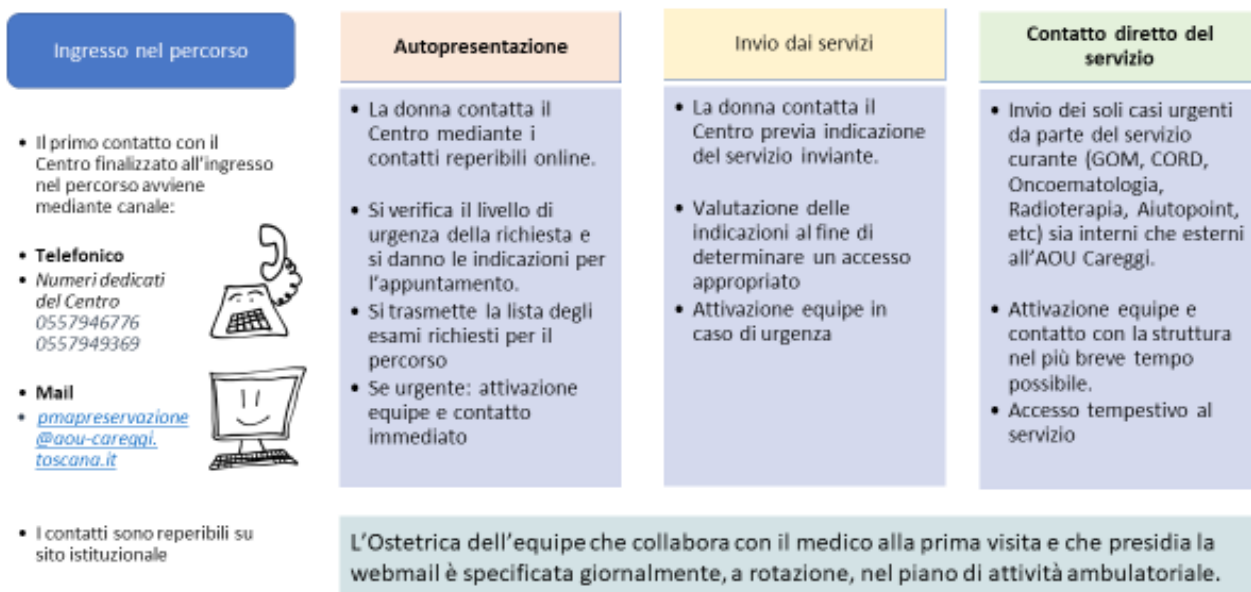 Ingresso nel percorso
• Il primo contatto con il
Centro finalizzato all'ingresso
nel percorso avviene
mediante canale:
• Telefonico
• Numeri dedicati
del Centro
0557946776
0557949369
• Mail
• pmapreservazione
@aou-careggi.
toscana.it
• I contatti sono reperibili su
sito istituzionale
Autopresentazione
• La donna contatta il
Centro mediante i
contatti reperibili online.
• Si verifica il livello di
urgenza della richiesta e
si danno le indicazioni per
l'appuntamento.
• Si trasmette la lista degli
esami richiesti per il
percorso
• Se urgente: attivazione
equipe e contatto
immediato
Invio dai servizi
• La donna contatta il
Centro previa indicazione
del servizio inviante.
• Valutazione delle
indicazioni al fine di
determinare un accesso
appropriato
• Attivazione equipe in
caso di urgenza
Contatto diretto del
servizio
• Invio dei soli casi urgenti
da parte del servizio
curante (GOM, CORD,
Oncoematologia,
Radioterapia, Aiutopoint,
etc) sia interni che esterni
all'AOU Careggi.
• Attivazione equipe e
contatto con la struttura
nel più breve tempo
possibile.
• Accesso tempestivo al
servizio
L'Ostetrica dell'equipe che collabora con il medico alla prima visita e che presidia la
webmail è specificata giornalmente, a rotazione, nel piano di attività ambulatoriale.